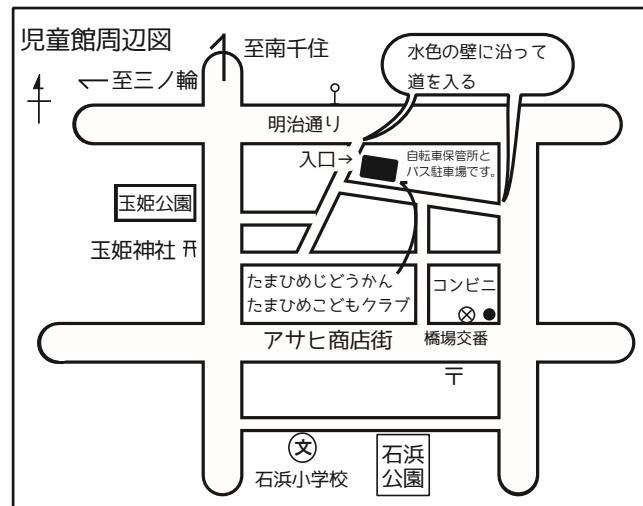 児童館周辺図
至南千住
至三ノ輪
水色の壁に沿って
道を入る
明治通り
入口→
自転車保管所と
バス駐車場です。
玉姫公園
玉姫神社
たまひめじどうかん
たまひめこどもクラブ
コンビニ
アサヒ商店街
橋場交番
〒
文
石浜小学校
石浜
公園